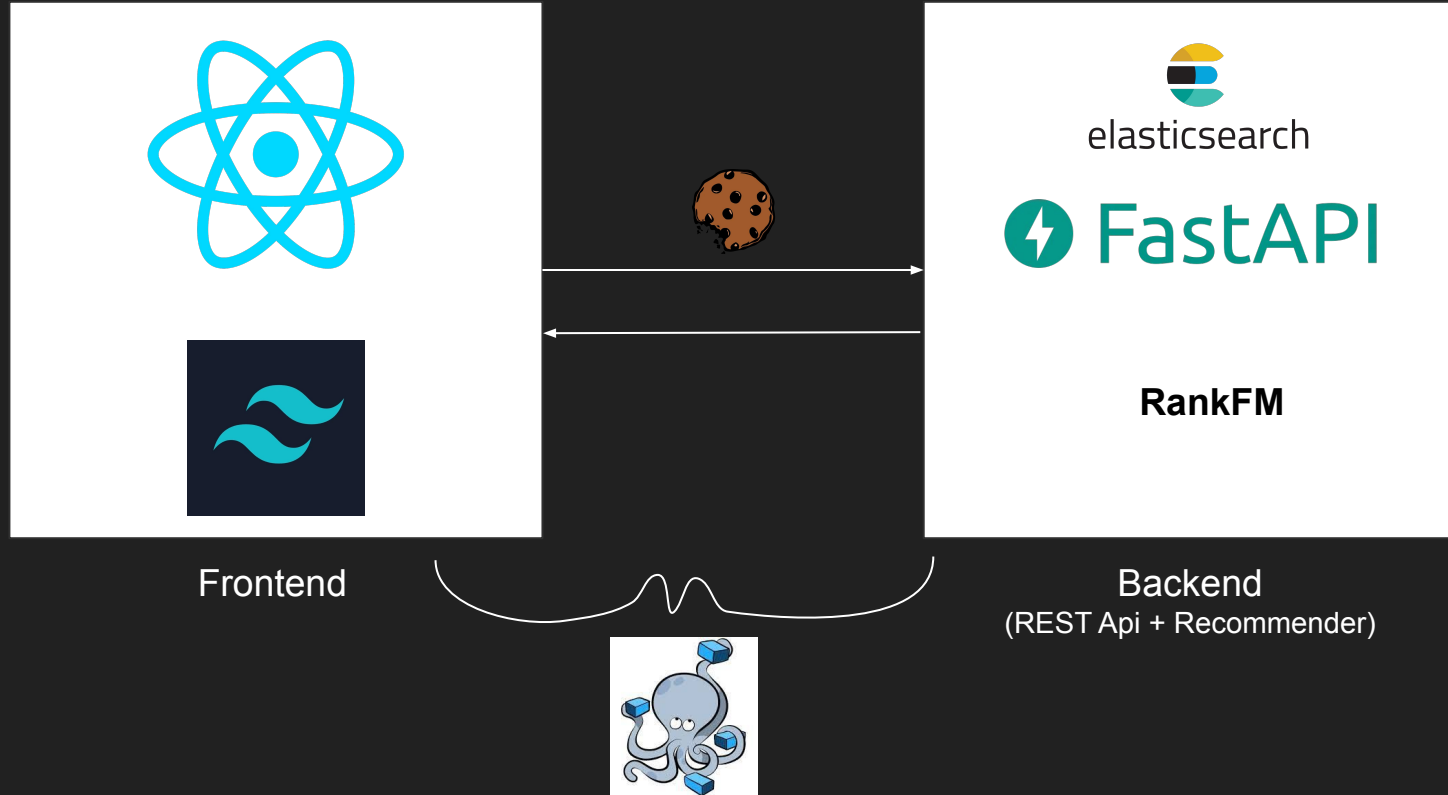 elasticsearch
FastAPI
RankFM
Frontend
Backend
(REST Api + Recommender)